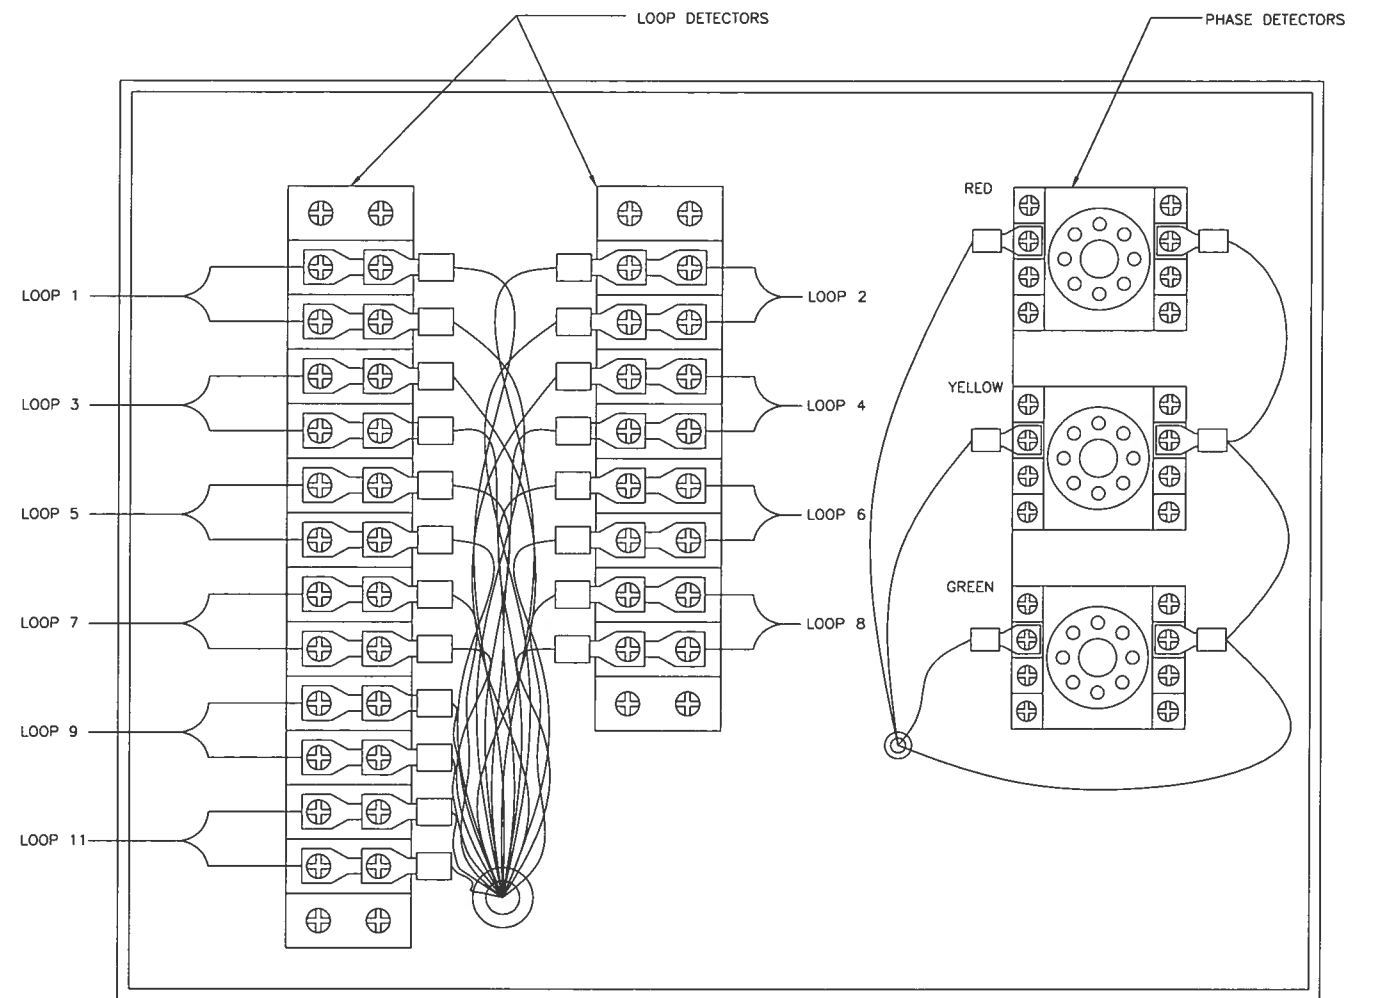 LOOP DETECTORS
PHASE DETECTORS
RED
LOOP 1
LOOP 2
YELLOW
LOOP 3
LOOP 4
LOOP 5
LOOP 6
GREEN
LOOP 7
LOOP 8
LOOP 9
LOOP 11